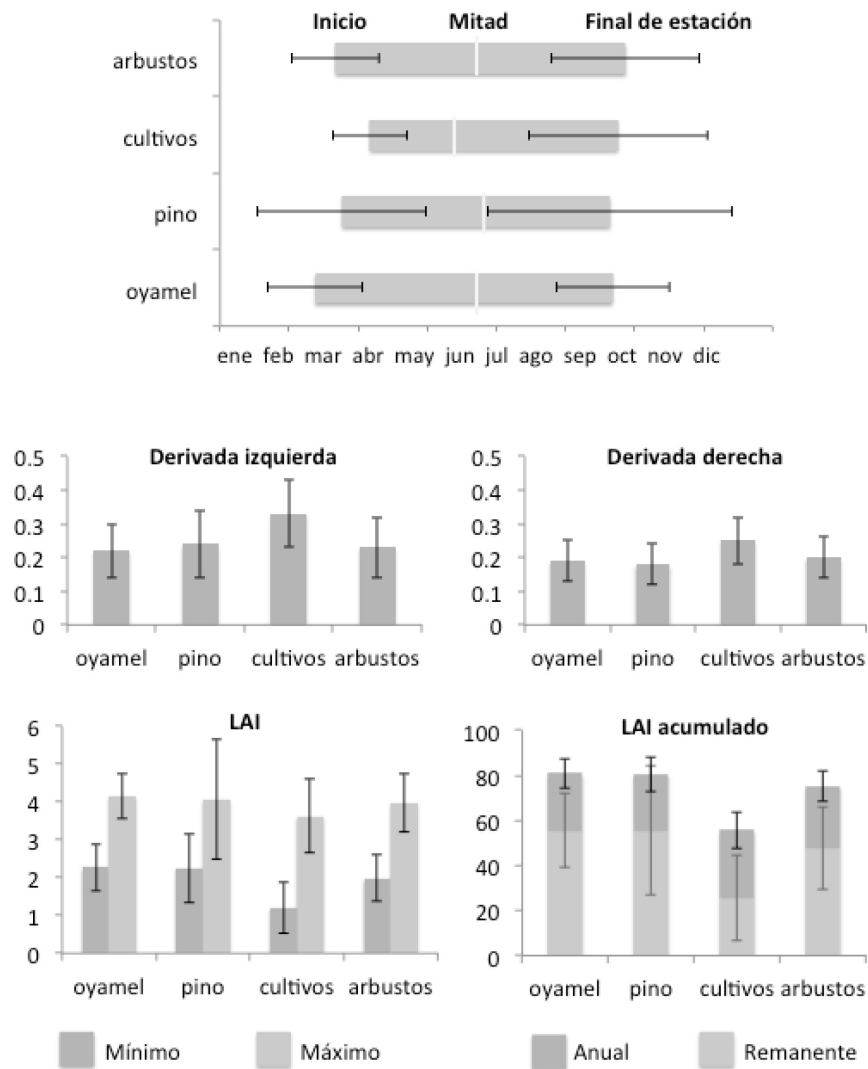 Inicio Mitad Final de estación
arbustos
cultivos
pino
oyamel
ene feb mar abr may jun jul ago sep oct nov dic
Derivada izquierda
0.5
0.4
0.3
0.2
0.1
0
oyamel pino cultivos arbustos
Derivada derecha
0.5
0.4
0.3
0.2
0.1
0
oyamel pino cultivos arbustos
LAI
6
5
4
3
2
1
0
oyamel pino cultivos arbustos
Mínimo Máximo
LAI acumulado
100
80
60
40
20
0
oyamel pino cultivos arbustos
Anual Remanente